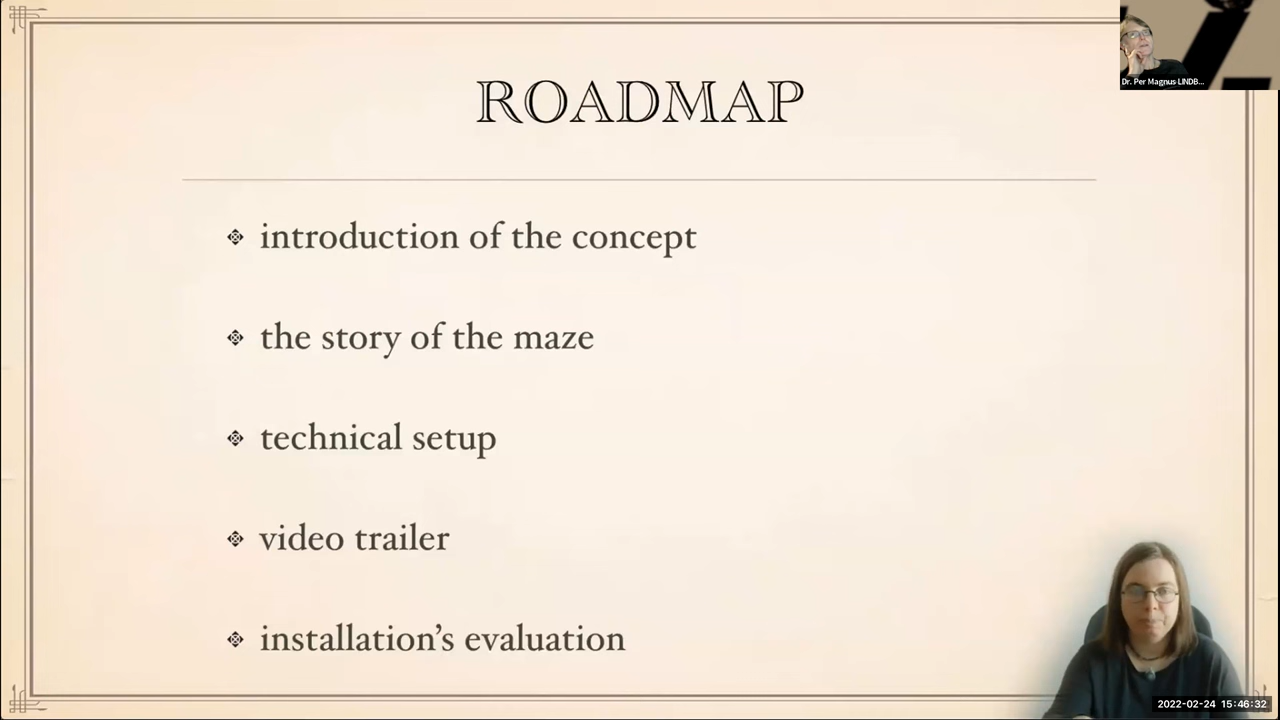 ROADMAP
Dr. Per Magnus LINDB...
introduction of the concept
the story of the maze
technical setup
video trailer
installation’s evaluation
2022-02-24 15:46:32